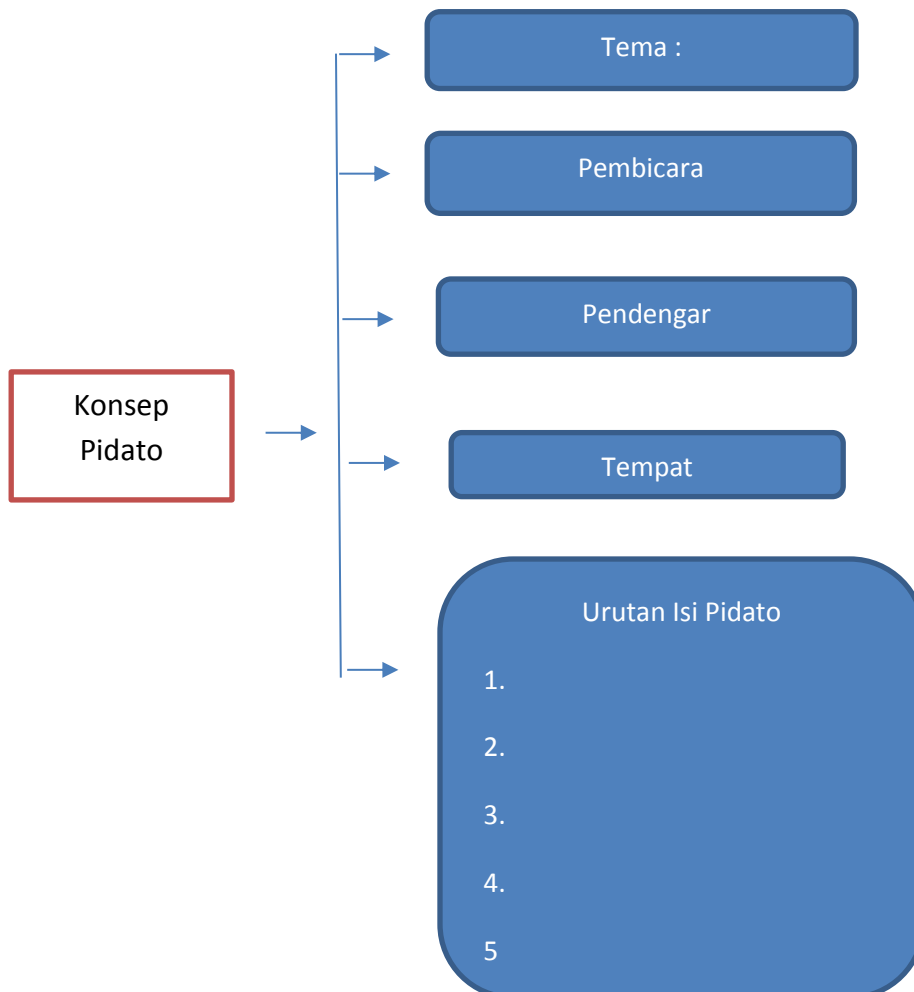 Tema :
Pembicara
Pendengar
Konsep
Pidato
Tempat
Urutan Isi Pidato
1.
2.
3.
4.
5